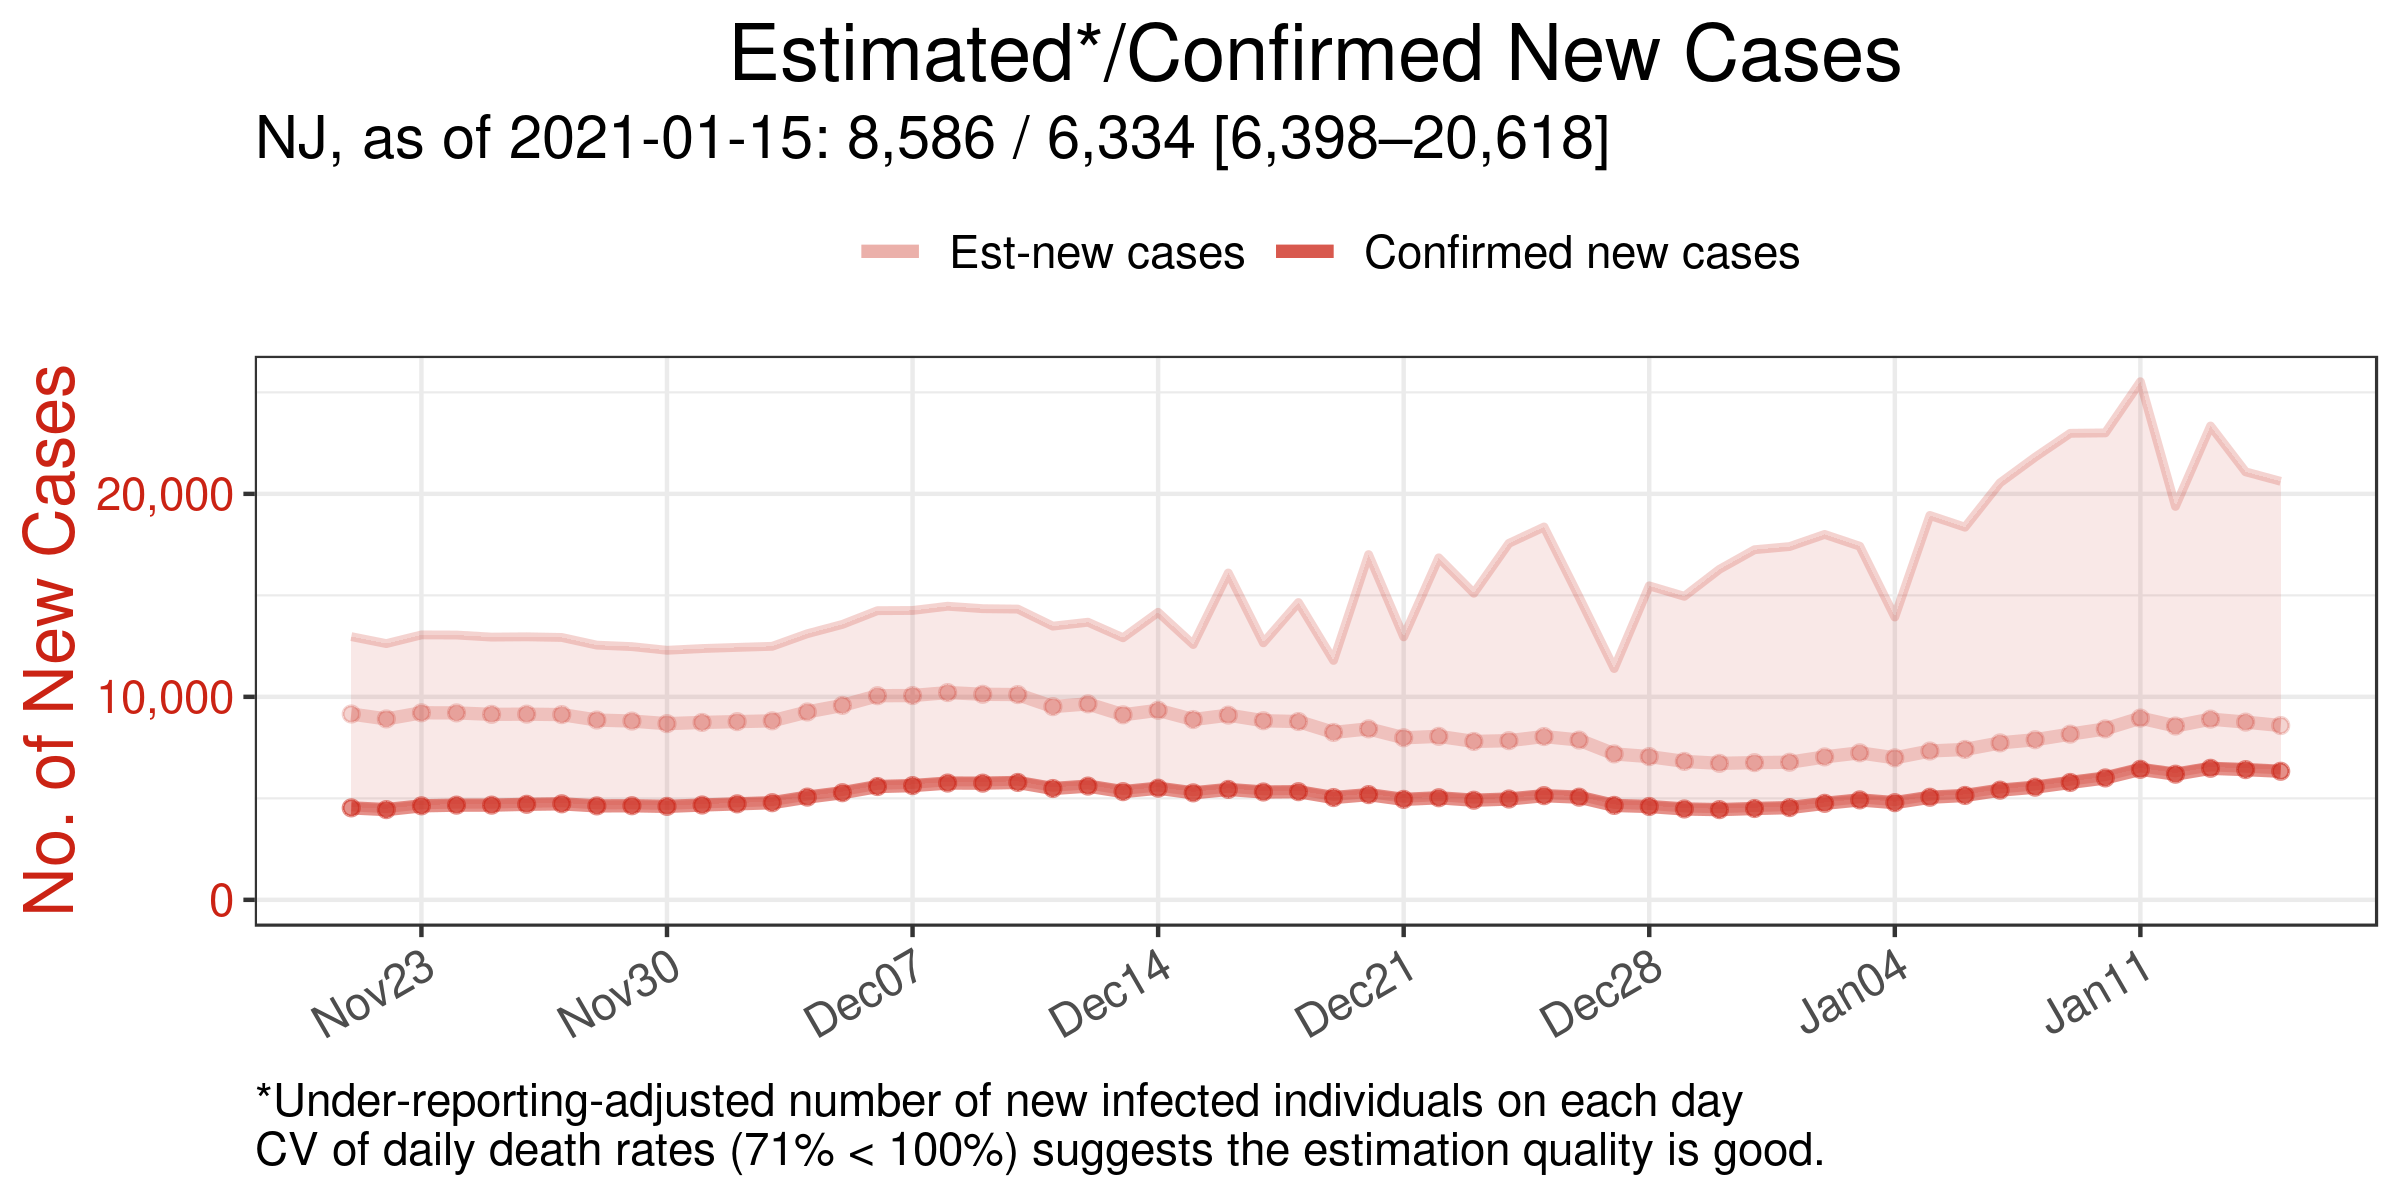 Estimated*/Confirmed New Cases
NJ, as of 2021-01-15: 8,586 / 6,334 [6,398–20,618]
Est-new cases
Confirmed new cases
No. of New Cases
20,000
10,000
0
Nov23
Nov30
Dec07
Dec14
Dec21
Dec28
Jan04
Jan11
*Under-reporting-adjusted number of new infected individuals on each day
CV of daily death rates (71% < 100%) suggests the estimation quality is good.